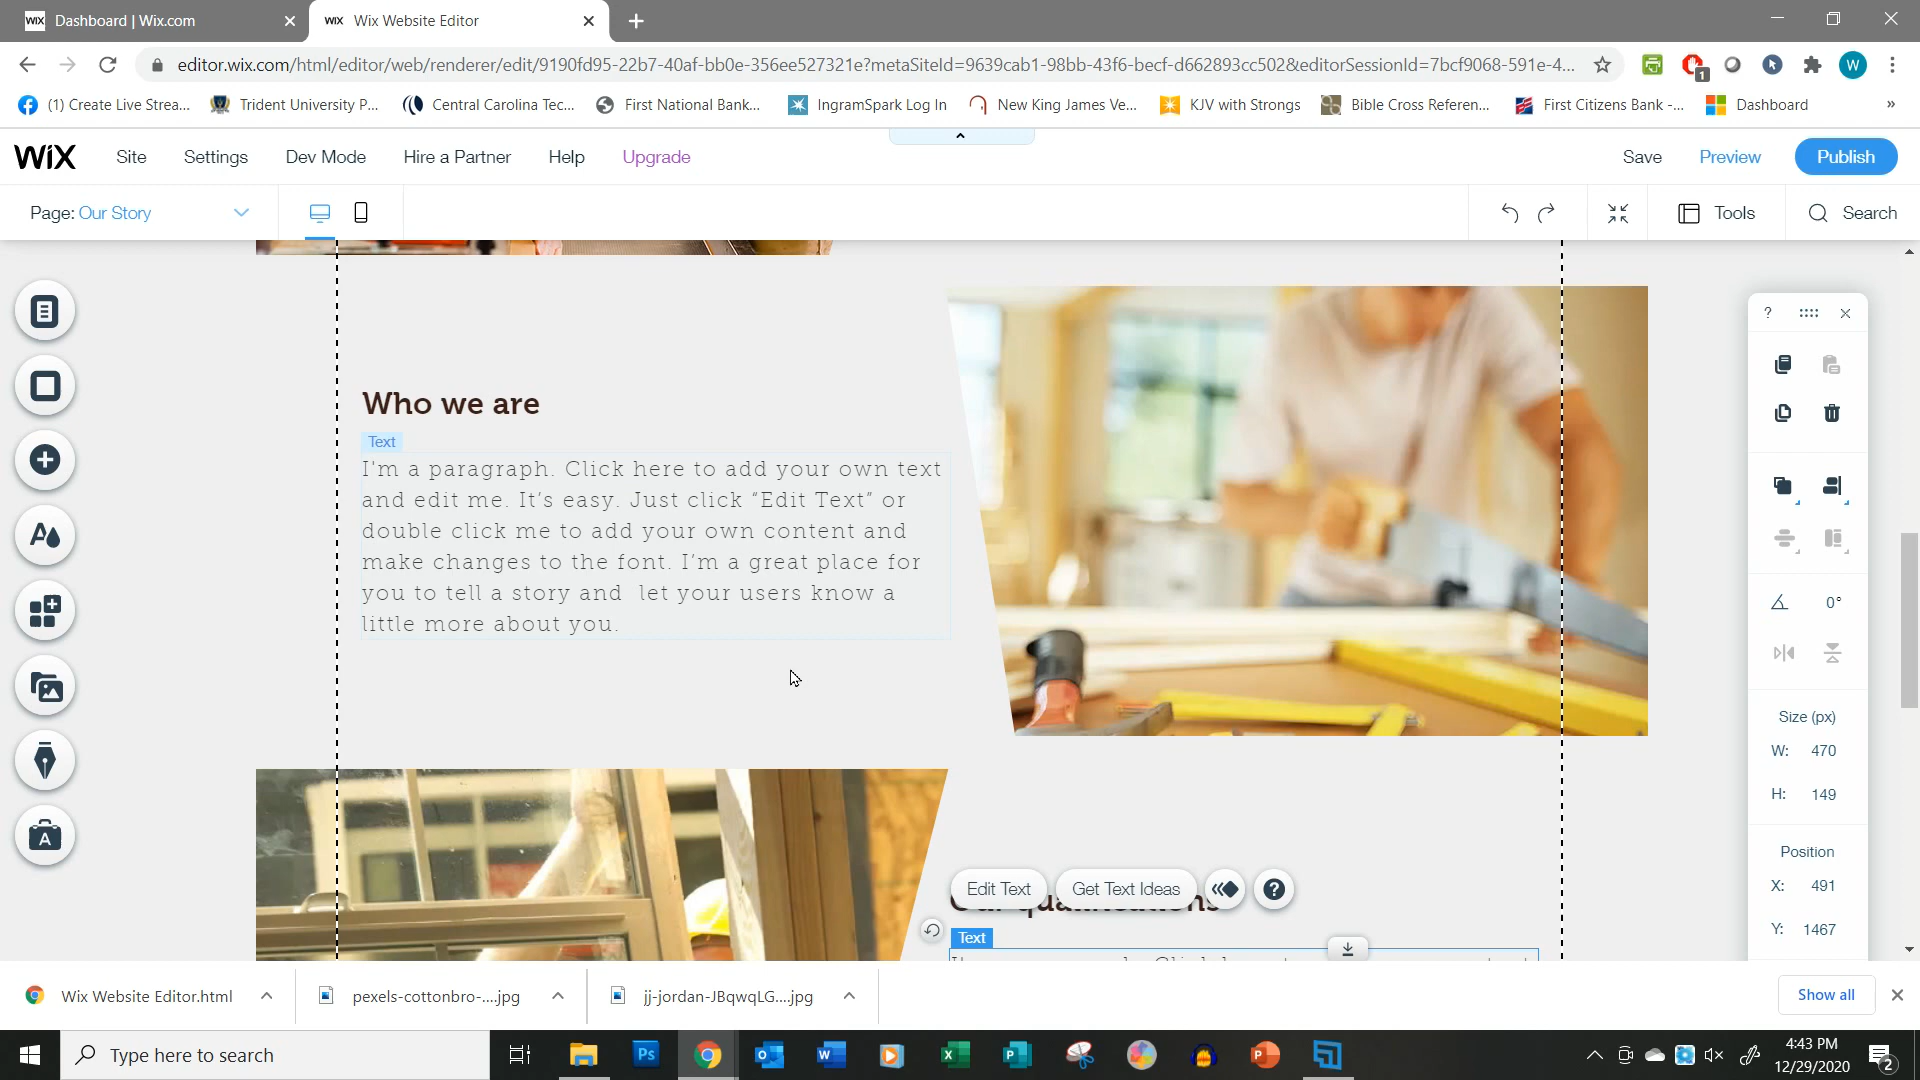 WIX Dashboard | Wix.com
WIX Wix Website Editor
editor.wix.com/html/editor/web/renderer/edit/9190fd95-22b7-40af-bb0e-356ee527321e?metaSiteId=9639cab1-98bb-43f6-becf-d662893cc502&editorSessionId=7bcf9068-591e-4...
1
W
(1) Create Live Strea...
Trident University P...
Central Carolina Tec...
First National Bank...
IngramSpark Log In
New King James Ve...
KJV with Strongs
Bible Cross Referen...
First Citizens Bank -...
Dashboard
»
WiX
Site
Settings
Dev Mode
Hire a Partner
Help
Upgrade
Save
Preview
Publish
Page: Our Story
Tools
Search
?
Who we are
Text
I'm a paragraph. Click here to add your own text
and edit me. It's easy. Just click “Edit Text” or
double click me to add your own content and
make changes to the font. I'm a great place for
you to tell a story and  let your users know a
little more about you.
0°
Size (px)
W: 470
H: 149
Position
X: 491
Y: 1467
Edit Text
Get Text Ideas
?
Our qualifications
Text
Wix Website Editor.html
pexels-cottonbro-....jpg
jj-jordan-JBqwqLG....jpg
Show all
Type here to search
Ps
4:43 PM
12/29/2020
2